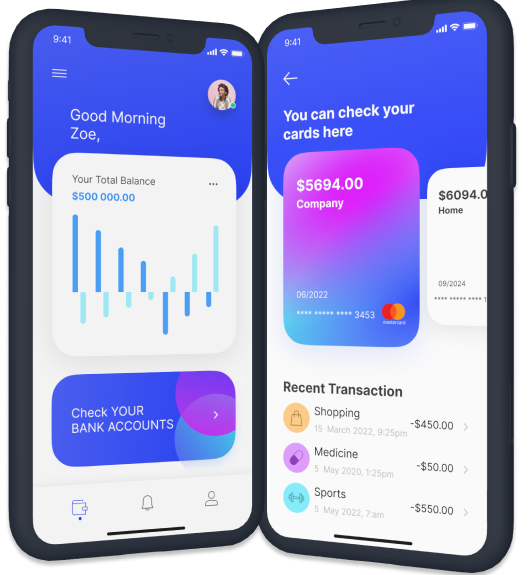 9:41
Good Morning
Zoe,
Your Total Balance
$500 000.00
Check YOUR
BANK ACCOUNTS
9:41
You can check your
cards here
$5694.00
Company
06/2022
**** ***** **** 3453
mastercard
$6094.0
Home
09/2024
**** ***** **** 1
Recent Transaction
Shopping
15 March 2022, 9:25pm
-$450.00
Medicine
5 May 2020, 1:25pm
-$50.00
Sports
5 May 2022, 7:am
-$550.00